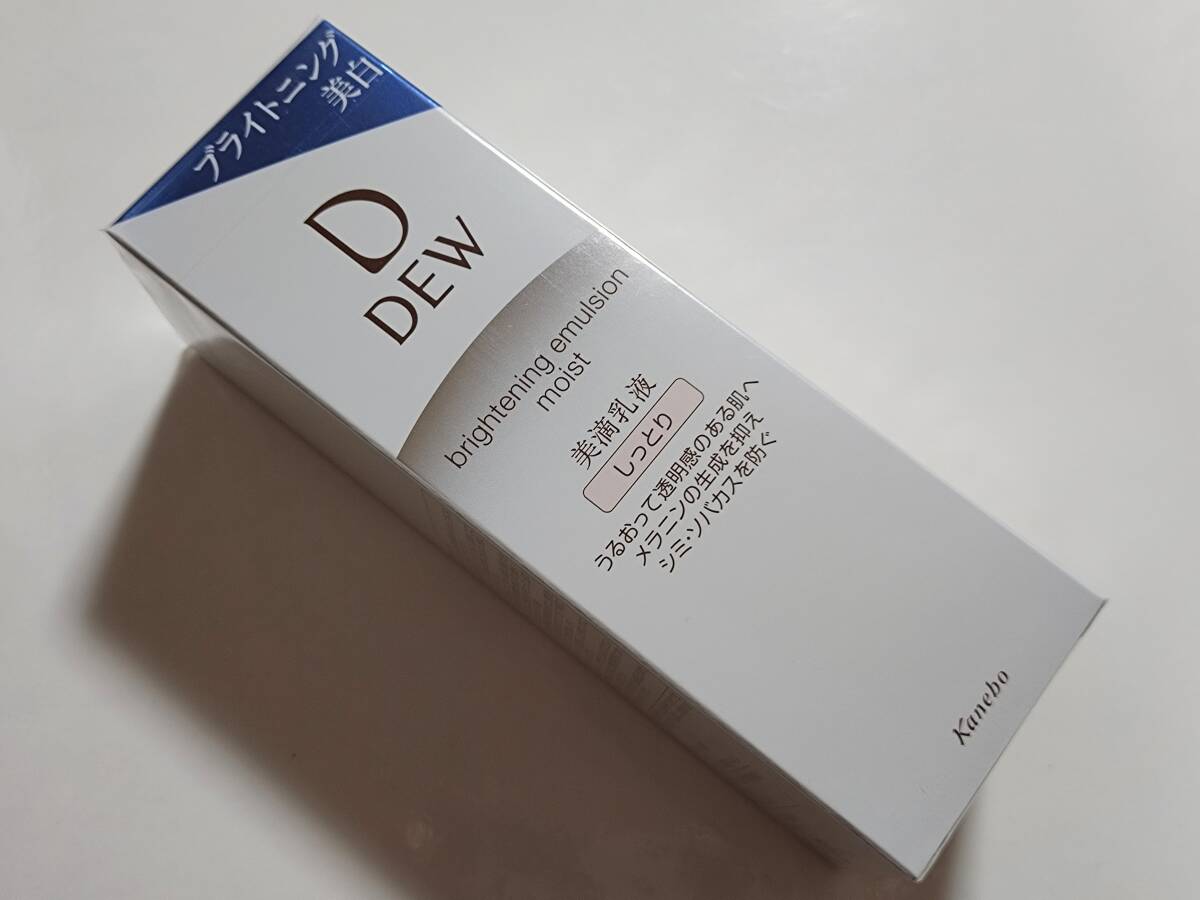 ブライトニング
美白
D
DEW
brightening emulsion
moist
美滴乳液
しっとり
うるおって透明感のある肌へ
メラニンの生成を抑え
シミ・ソバカスを防ぐ
Kanebo